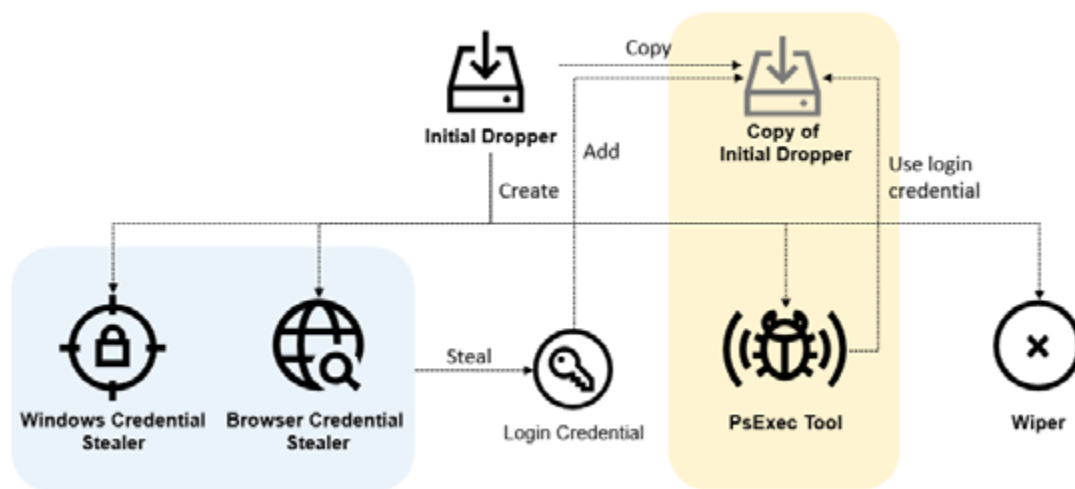 Copy
Initial Dropper
Copy of
Initial Dropper
Add
Use login
credential
Create
Steal
Windows Credential
Stealer
Browser Credential
Stealer
Login Credential
PsExec Tool
Wiper